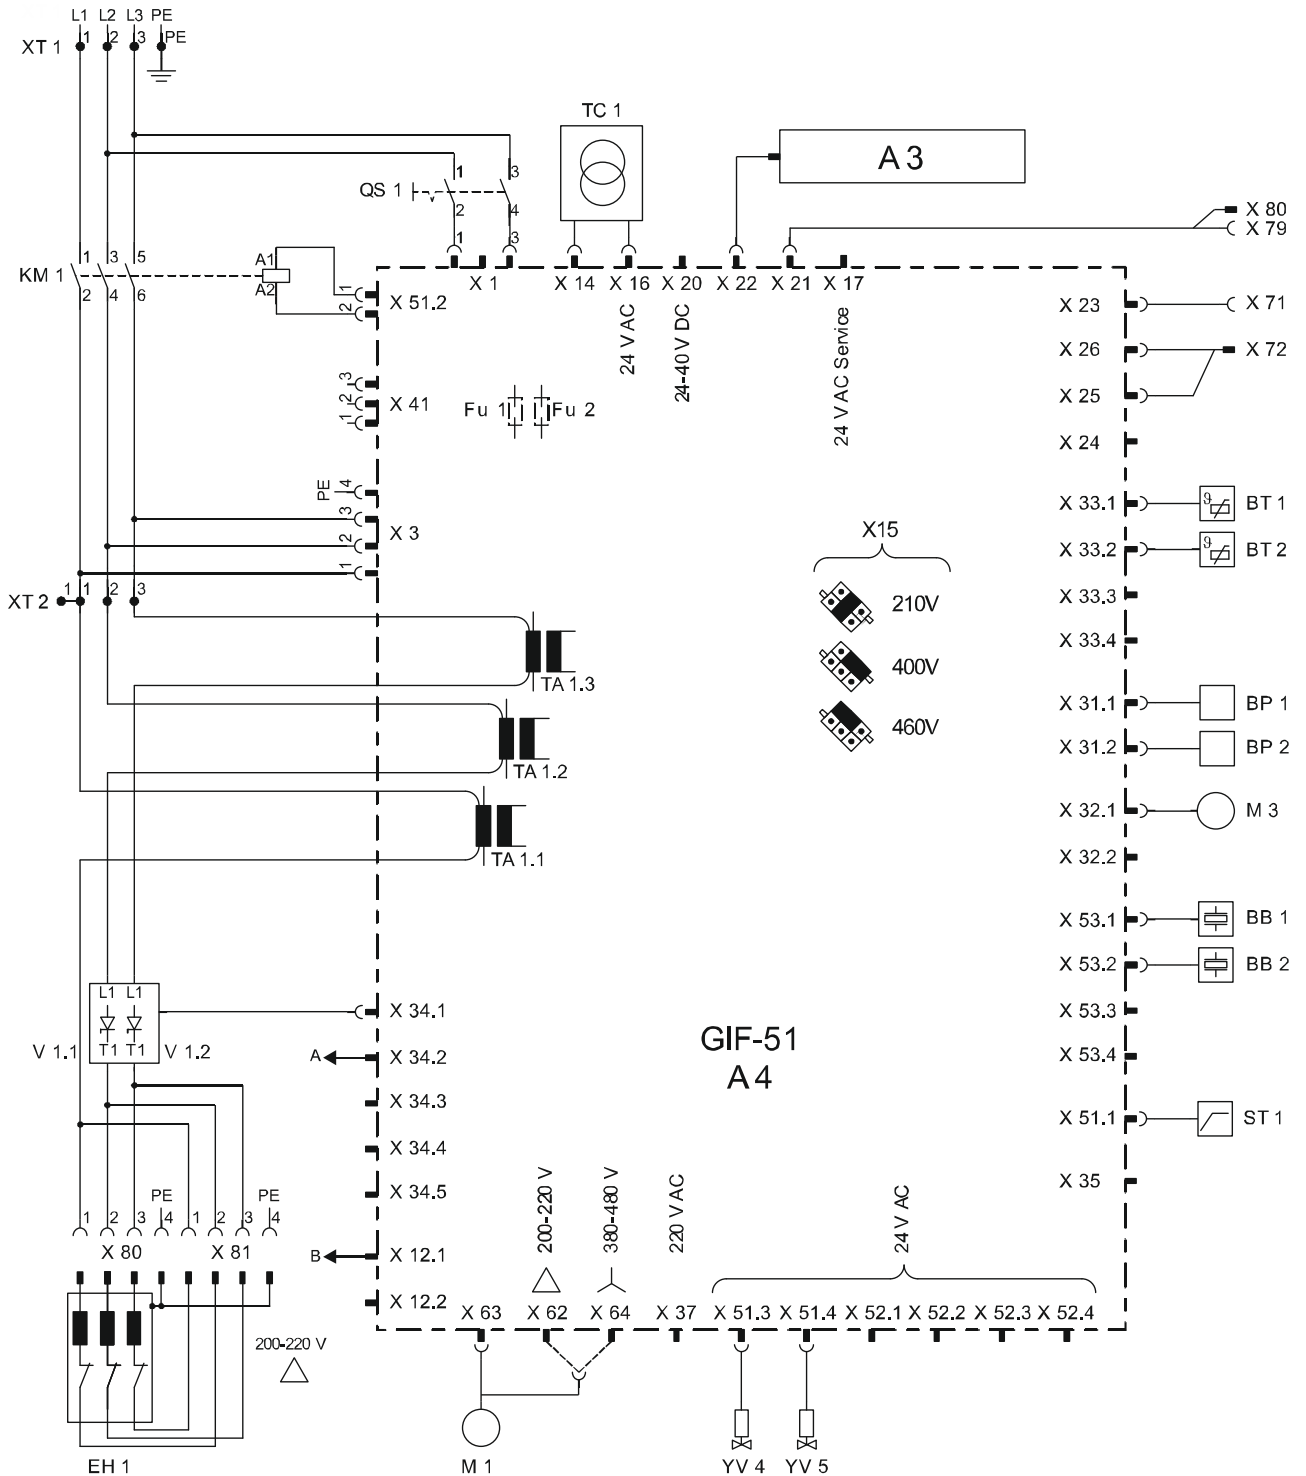 L1 L2 L3 PE
XT 1 1 2 3 PE
TC 1
A 3
QS 1 1 3
2 4
1 3
X 80
X 79
KM 1 1 3 5 A1
2 4 6 A2
1 2 X 51.2
X 1 X 14 X 16 X 20 X 22 X 21 X 17
24 V AC
24-40 V DC
24 V AC Service
X 23 X 71
X 26 X 72
X 25
X 24
3 2 1 X 41
Fu 1 Fu 2
PE 4
3 2 1 X 3
X 33.1 BT 1
X 33.2 BT 2
X 33.3
X 33.4
X15
210V
400V
460V
XT 2 1 1 2 3
TA 1.3
TA 1.2
TA 1.1
X 31.1 BP 1
X 31.2 BP 2
X 32.1 M 3
X 32.2
X 53.1 BB 1
X 53.2 BB 2
X 53.3
X 53.4
X 51.1 ST 1
X 35
GIF-51
A 4
L1 L1
V 1.1 T1 T1 V 1.2
X 34.1
A X 34.2
X 34.3
X 34.4
X 34.5
B X 12.1
X 12.2
PE PE
1 2 3 4 1 2 3 4
X 80 X 81
200-220 V
EH 1
200-220 V
380-480 V
220 V AC
24 V AC
X 63 X 62 X 64 X 37 X 51.3 X 51.4 X 52.1 X 52.2 X 52.3 X 52.4
M 1 YV 4 YV 5